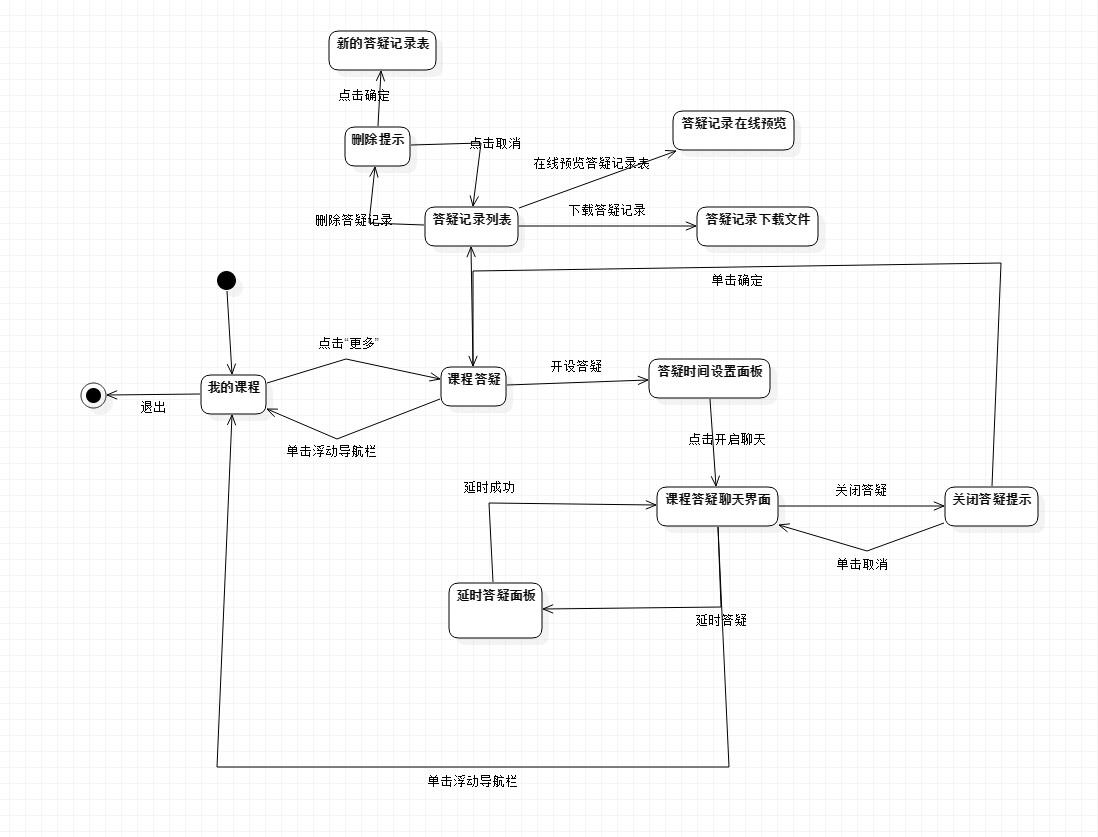 新的答疑记录表
点击确定
删除提示
点击取消
答疑记录在线预览
在线预览答疑记录表
下载答疑记录
删除答疑记录
答疑记录列表
答疑记录下载文件
单击确定
点击“更多”
开设答疑
答疑时间设置面板
我的课程
课程答疑
退出
单击浮动导航栏
点击开启聊天
延时成功
关闭答疑
课程答疑聊天界面
关闭答疑提示
单击取消
延时答疑面板
延时答疑
单击浮动导航栏